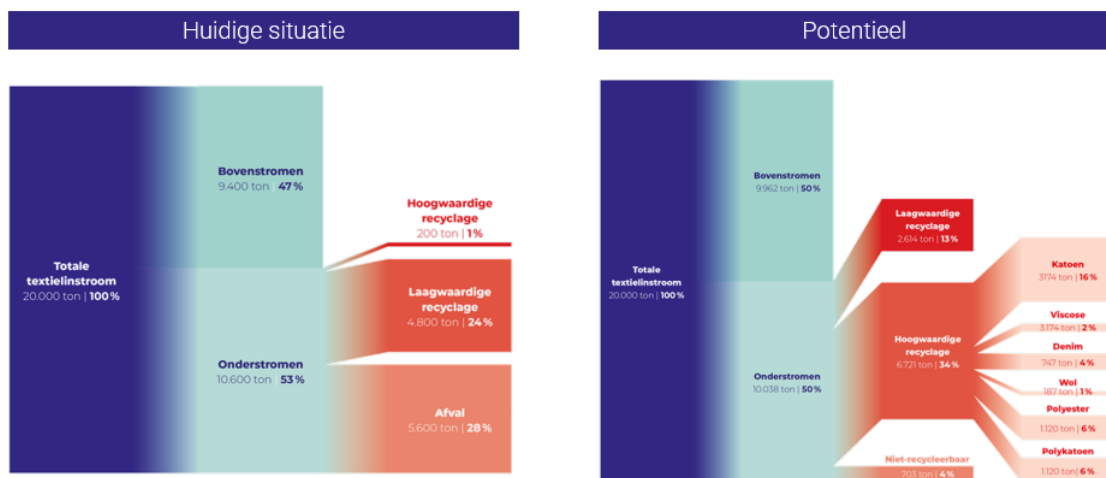 Huidige situatie
Totale
textielinstroom
20.000 ton | 100%
Bovenstromen
9.400 ton | 47%
Onderstromen
10.600 ton | 53%
Hoogwaardige
recyclage
200 ton | 1%
Laagwaardige
recyclage
4.800 ton | 24%
Afval
5.600 ton | 28%
Potentieel
Totale
textielinstroom
20.000 ton | 100%
Bovenstromen
9.962 ton | 50%
Onderstromen
10.038 ton | 50%
Laagwaardige
recyclage
2.614 ton | 13%
Hoogwaardige
recyclage
6.721 ton | 34%
Niet-recycleerbaar
703 ton | 4%
Katoen
3174 ton | 16%
Viscose
3.174 ton | 2%
Denim
747 ton | 4%
Wol
187 ton | 1%
Polyester
1.120 ton | 6%
Polykatoen
1.120 ton| 6%